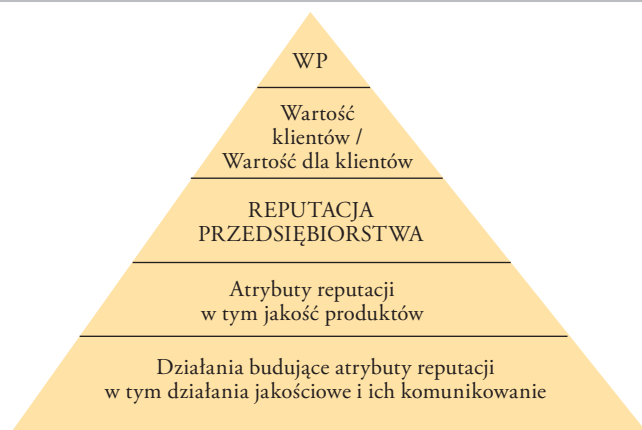 WP
Wartość
klientów /
Wartość dla klientów
REPUTACJA
PRZEDSIĘBIORSTWA
Atrybuty reputacji
w tym jakość produktów
Działania budujące atrybuty reputacji
w tym działania jakościowe i ich komunikowanie